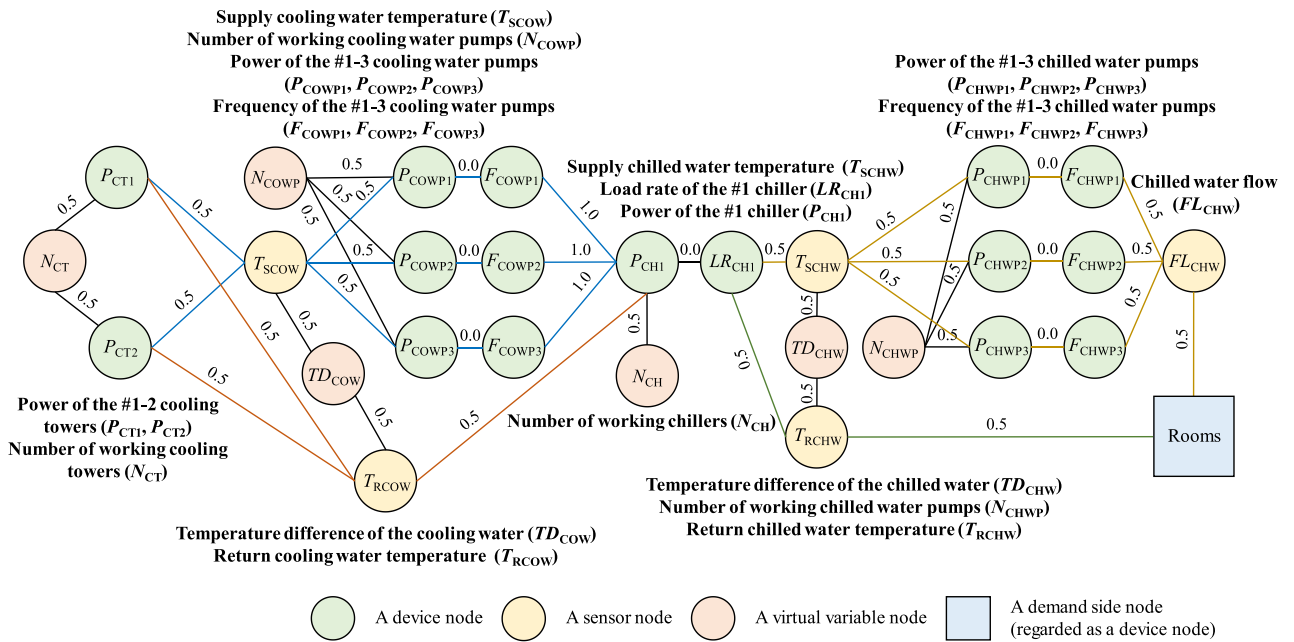 Supply cooling water temperature (TSCOW)
Number of working cooling water pumps (NCOWP)
Power of the #1-3 cooling water pumps
(PCOWP1, PCOWP2, PCOWP3)
Frequency of the #1-3 cooling water pumps
(FCOWP1, FCOWP2, FCOWP3)
Power of the #1-3 chilled water pumps
(PCHWP1, PCHWP2, PCHWP3)
Frequency of the #1-3 chilled water pumps
(FCHWP1, FCHWP2, FCHWP3)
Supply chilled water temperature (TSCHW)
Load rate of the #1 chiller (LRCH1)
Power of the #1 chiller (PCH1)
Chilled water flow
(FLCHW)
PCT1
NCOWP
0.5
PCOWP1
0.0
FCOWP1
PCHWP1
0.0
FCHWP1
0.5
0.5
0.5
0.5
0.5
1.0
0.5
0.5
0.5
NCT
TSCOW
0.5
PCOWP2
0.0
FCOWP2
1.0
PCH1
0.0
LRCH1
0.5
TSCHW
0.5
PCHWP2
0.0
FCHWP2
0.5
FLCHW
0.5
0.5
0.5
0.5
1.0
0.5
0.5
0.5
0.5
0.5
PCT2
TDCOW
PCOWP3
0.0
FCOWP3
NCH
TDCHW
NCHWP
0.5
PCHWP3
0.0
FCHWP3
0.5
0.5
0.5
0.5
0.5
0.5
0.5
Power of the #1-2 cooling
towers (PCT1, PCT2)
Number of working cooling
towers (NCT)
Number of working chillers (NCH)
TRCOW
TRCHW
0.5
Rooms
Temperature difference of the cooling water (TDCOW)
Return cooling water temperature (TRCOW)
Temperature difference of the chilled water (TDCHW)
Number of working chilled water pumps (NCHWP)
Return chilled water temperature (TRCHW)
A device node
A sensor node
A virtual variable node
A demand side node
(regarded as a device node)